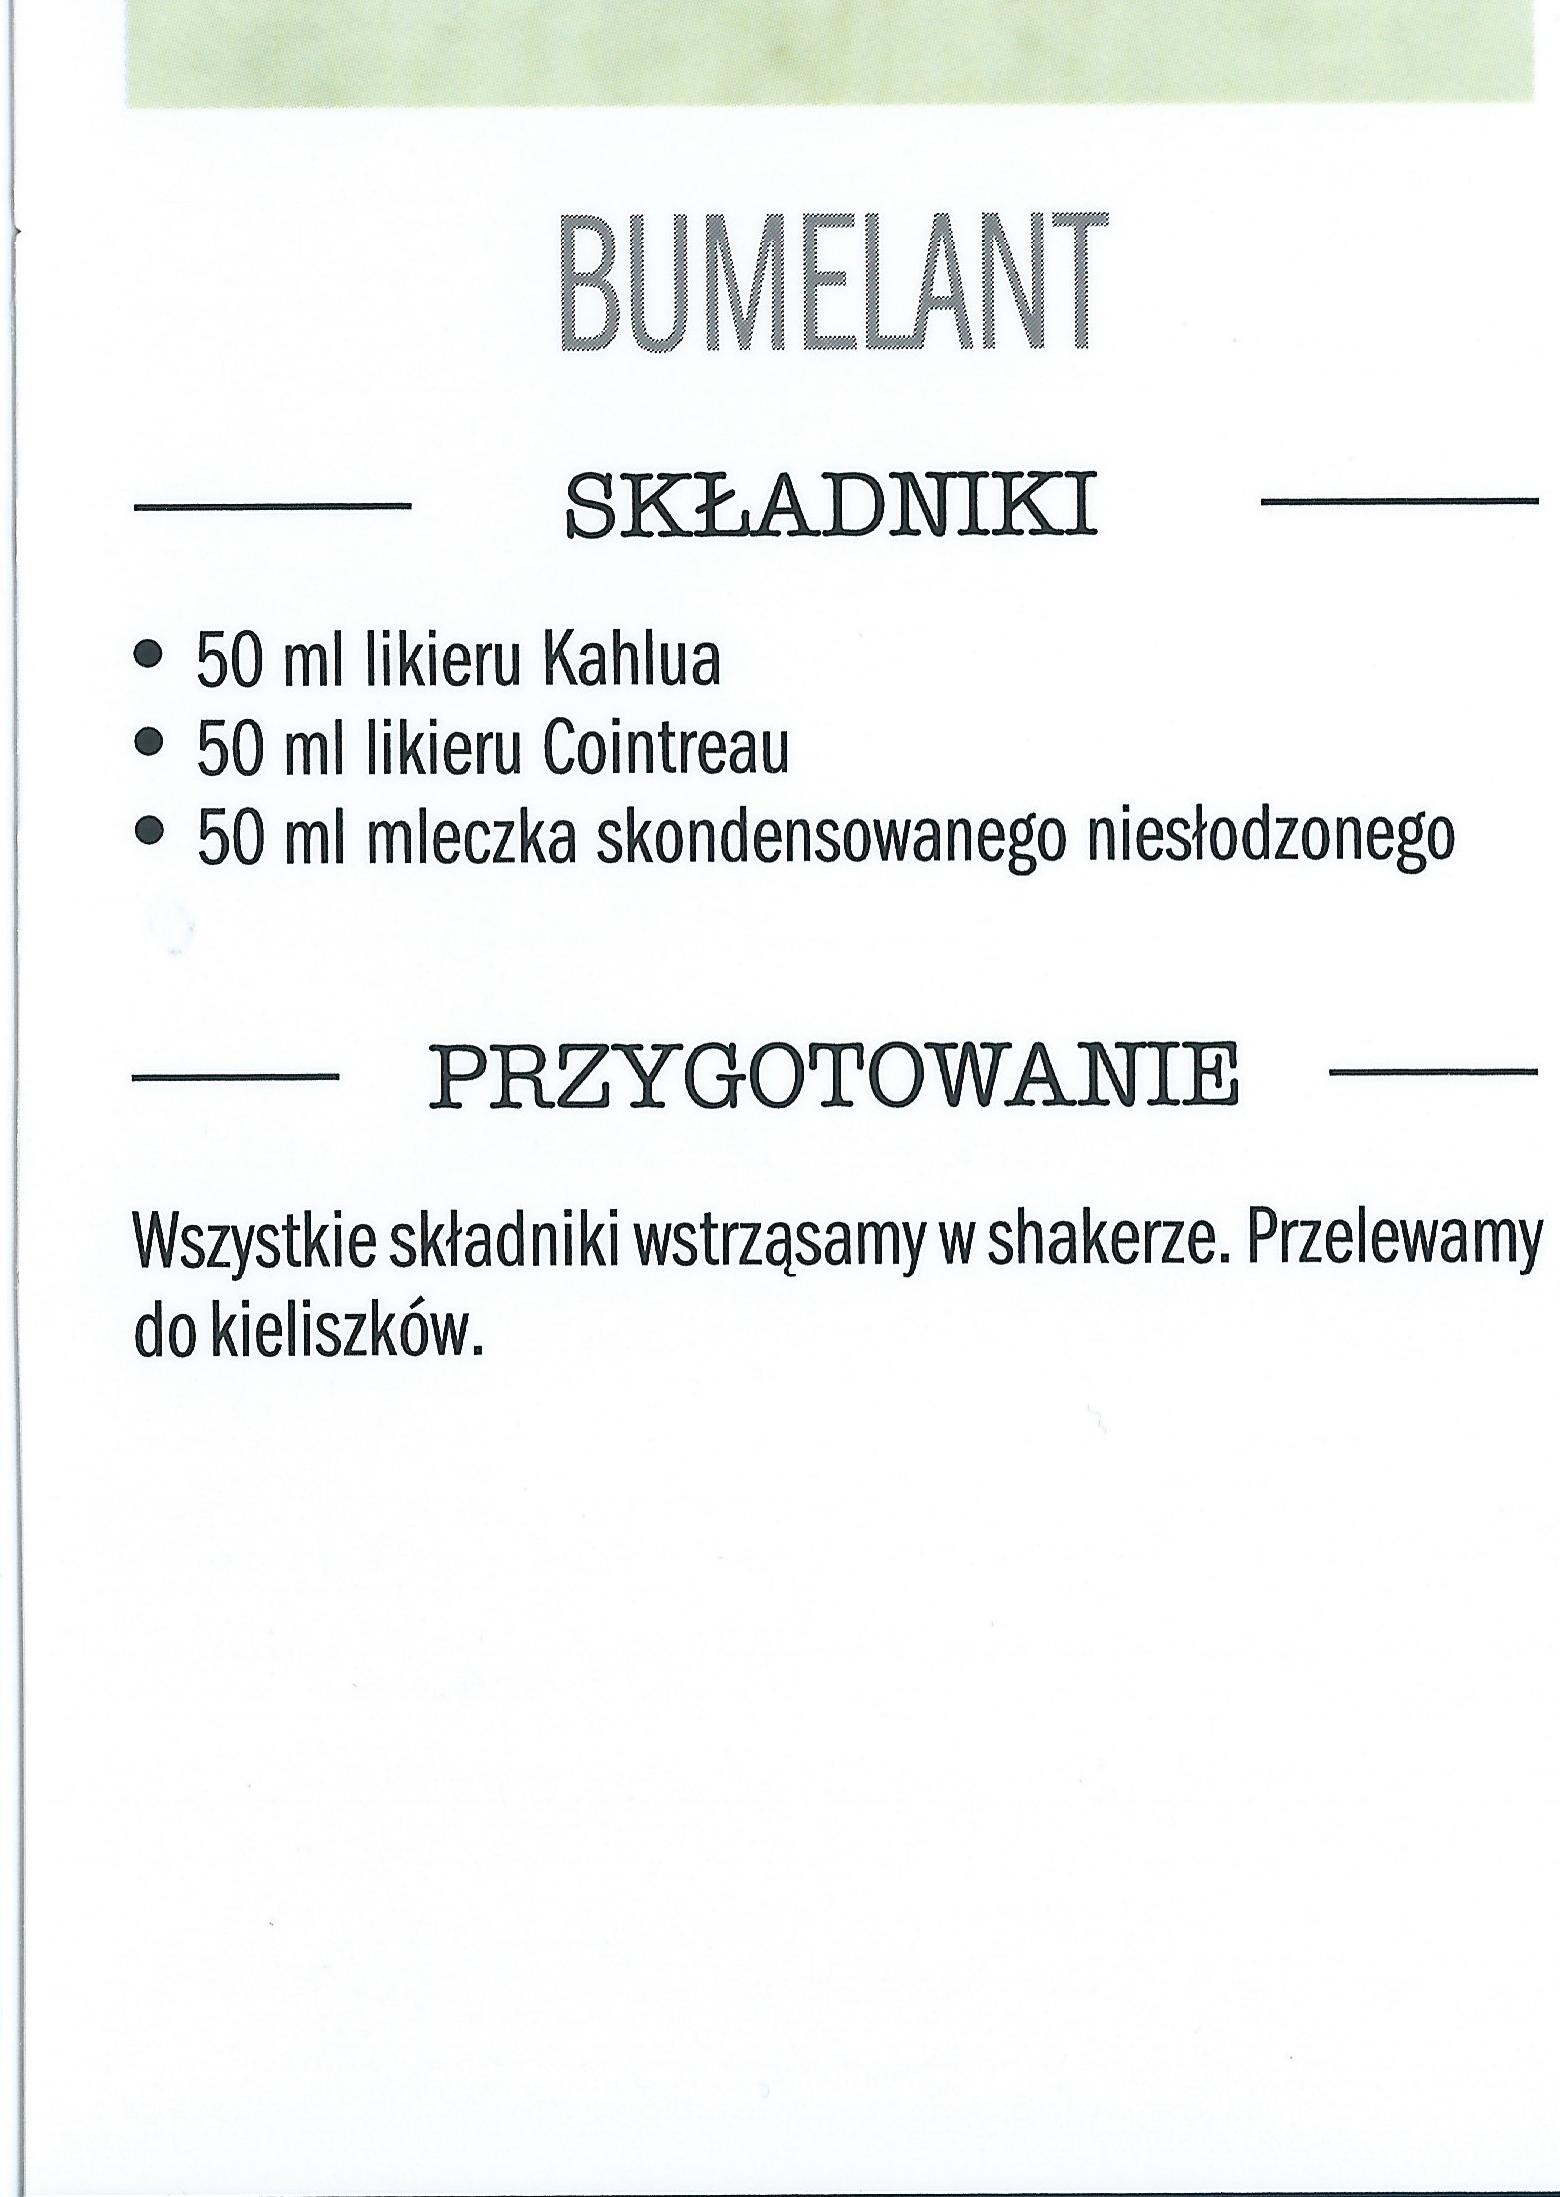 BUMELANT
SKŁADNIKI
• 50 ml likieru Kahlua
• 50 ml likieru Cointreau
• 50 ml mleczka skondensowanego niesłodzonego
PRZYGOTOWANIE
Wszystkie składniki wstrząsamy w shakerze. Przelewamy
do kieliszków.